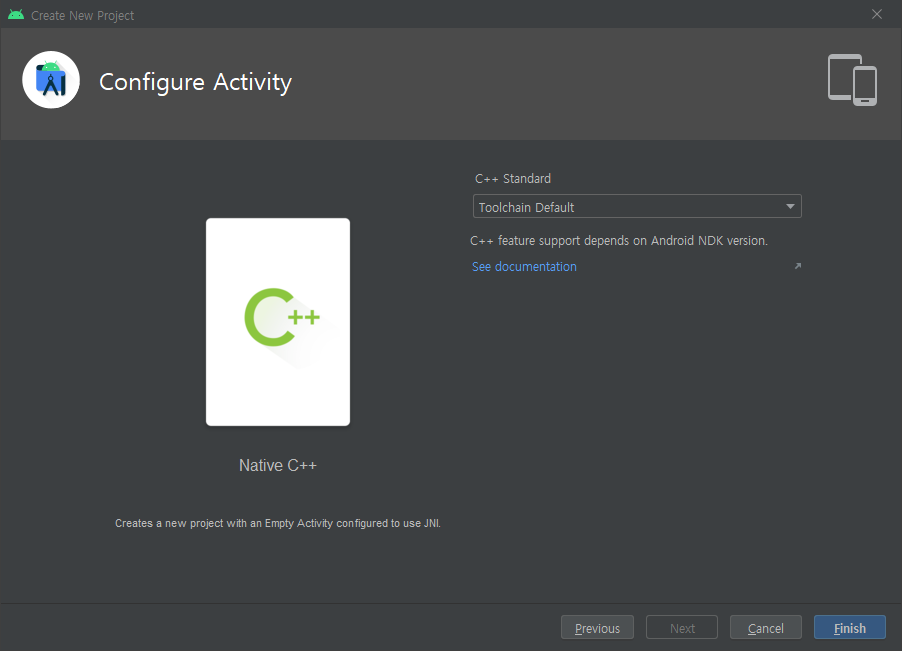 Create New Project
Configure Activity
C++ Standard
Toolchain Default
C++ feature support depends on Android NDK version.
See documentation
C++
Native C++
Creates a new project with an Empty Activity configured to use JNI.
Previous
Next
Cancel
Finish